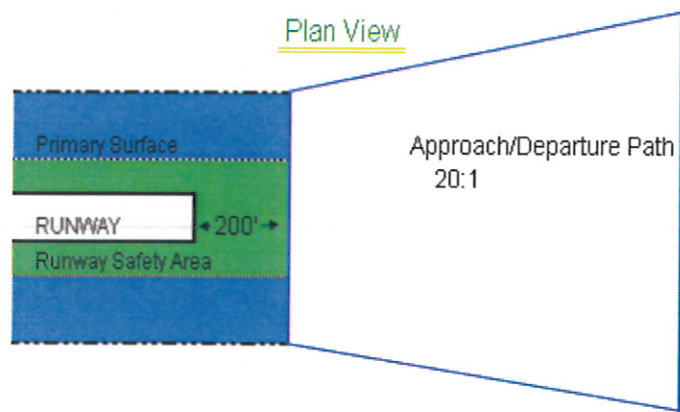 Plan View
Primary Surface
Approach/Departure Path
20:1
RUNWAY
200'
Runway Safety Area